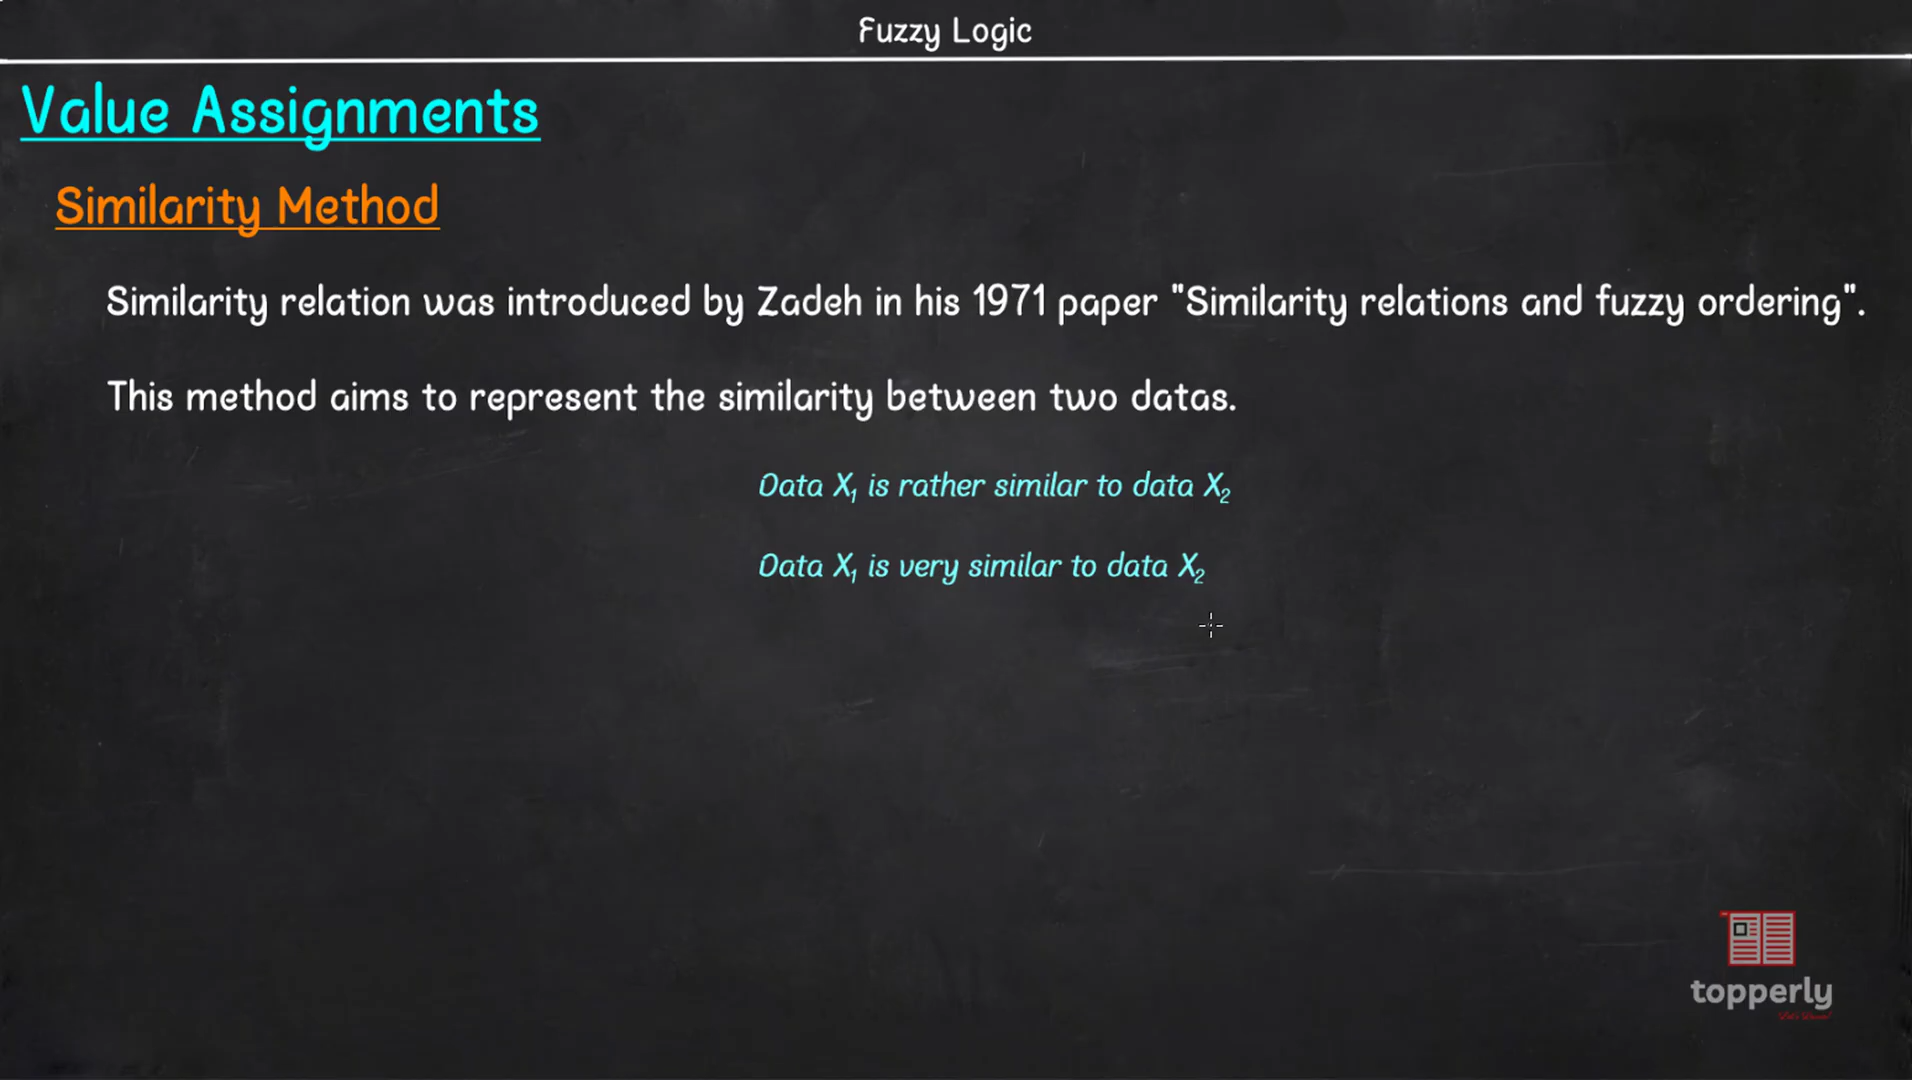 Fuzzy Logic
Value Assignments
Similarity Method
Similarity relation was introduced by Zadeh in his 1971 paper "Similarity relations and fuzzy ordering".
This method aims to represent the similarity between two datas.
Data X₁ is rather similar to data X₂
Data X₁ is very similar to data X₂
topperly